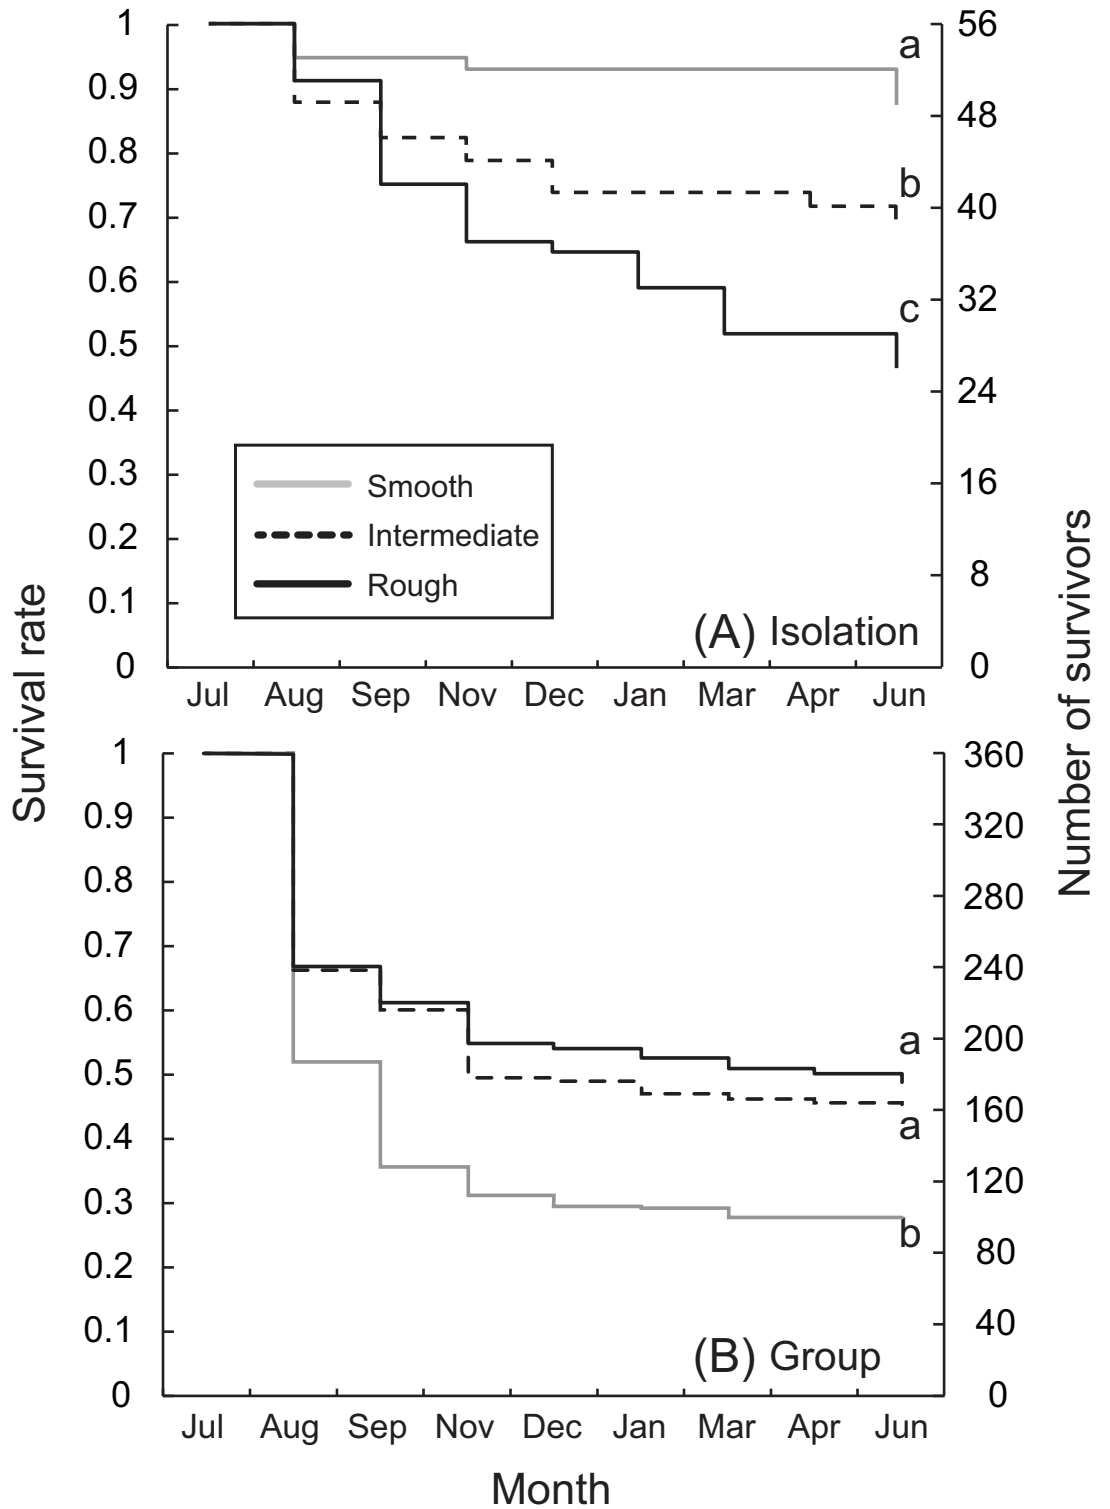 Survival rate
Number of survivors
1
0.9
0.8
0.7
0.6
0.5
0.4
0.3
0.2
0.1
0
56
48
40
32
24
16
8
0
a
b
c
Smooth
Intermediate
Rough
(A) Isolation
Jul Aug Sep Nov Dec Jan Mar Apr Jun
1
0.9
0.8
0.7
0.6
0.5
0.4
0.3
0.2
0.1
0
360
320
280
240
200
160
120
80
40
0
a
a
b
(B) Group
Jul Aug Sep Nov Dec Jan Mar Apr Jun
Month